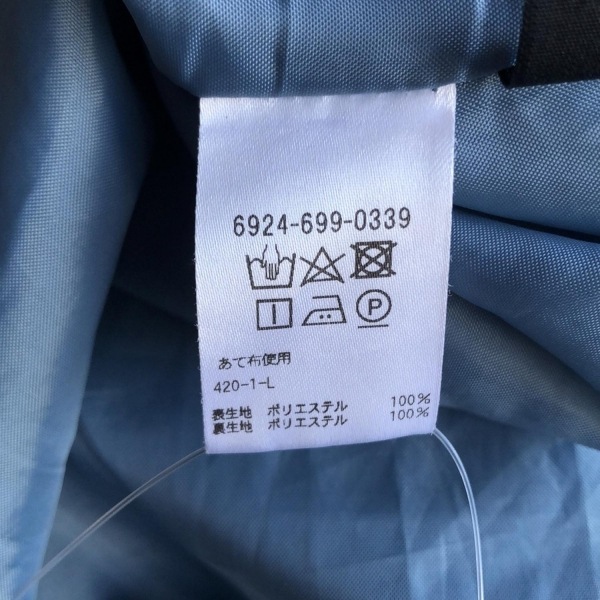 6924-699-0339
P
あて布使用
420-1-L
表生地 ポリエステル 100%
裏生地 ポリエステル 100%